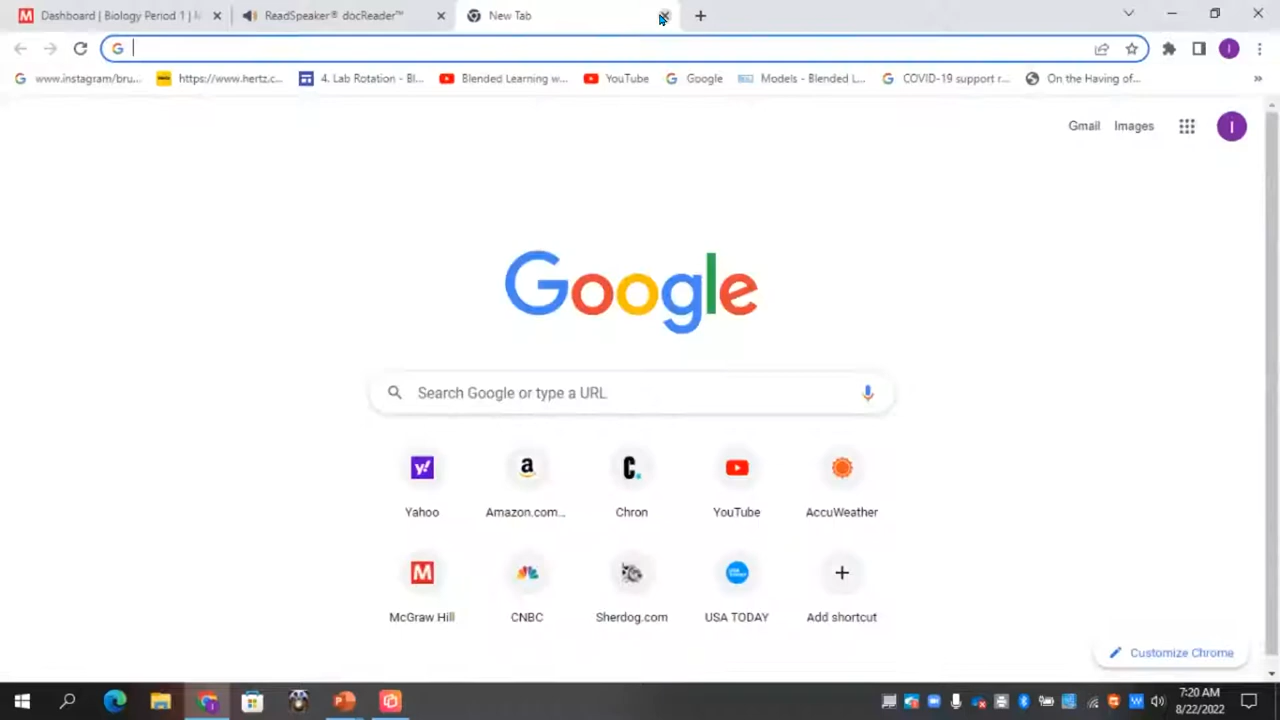 Dashboard | Biology Period 1 |
ReadSpeaker® docReader™
New Tab
www.instagram/bru...
https://www.hertz.c...
4. Lab Rotation - Bl...
Blended Learning w...
YouTube
Google
Models - Blended L...
COVID-19 support r...
On the Having of...
»
Gmail
Images
I
Google
Search Google or type a URL
Yahoo
Amazon.com...
Chron
YouTube
AccuWeather
McGraw Hill
CNBC
Sherdog.com
USA TODAY
Add shortcut
Customize Chrome
7:20 AM
8/22/2022